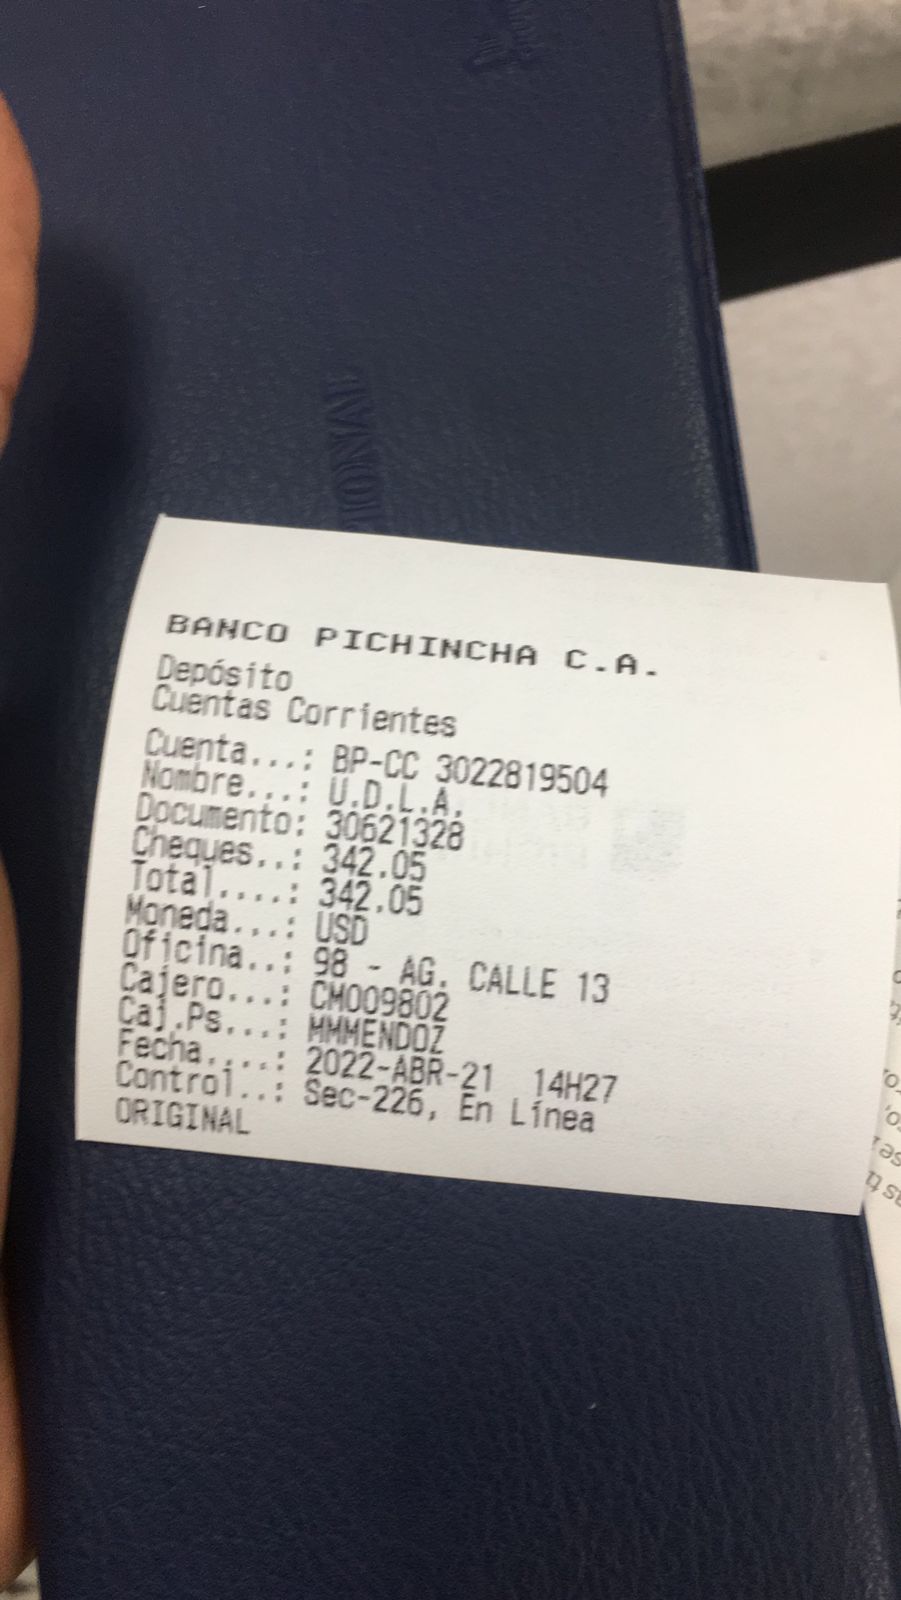 BANCO PICHINCHA C.A.
Depósito
Cuentas Corrientes
Cuenta...: BP-CC 3022819504
Nombre...: U.D.L.A.
Documento: 30621328
Cheques..: 342.05
Total....: 342.05
Moneda...: USD
Oficina..: 98 - AG. CALLE 13
Cajero...: CM009802
Caj.Ps...: MMMENDOZ
Fecha....: 2022-ABR-21 14H27
Control..: Sec-226, En Línea
ORIGINAL
IONAL